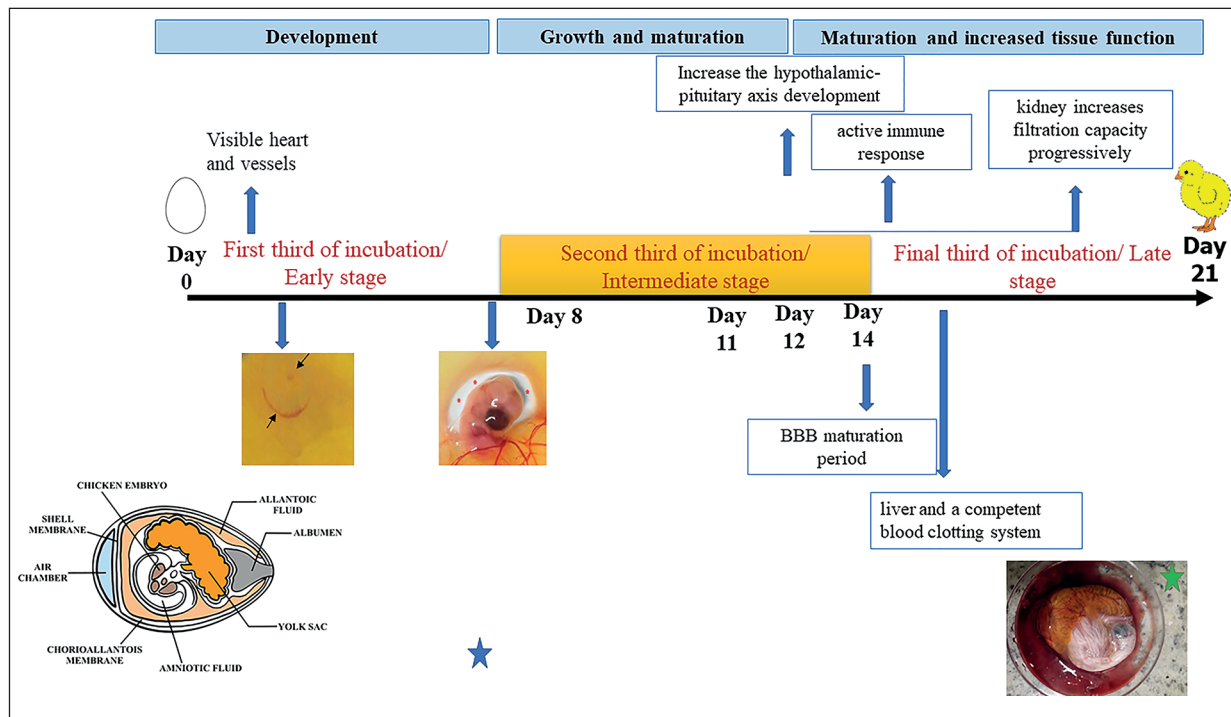 Development
Growth and maturation
Maturation and increased tissue function
Increase the hypothalamic-
pituitary axis development
active immune
response
kidney increases
filtration capacity
progressively
Visible heart
and vessels
Day
0
First third of incubation/
Early stage
Second third of incubation/
Intermediate stage
Final third of incubation/ Late
stage
Day
21
Day 8
Day
11
Day
12
Day
14
BBB maturation
period
liver and a competent
blood clotting system
CHICKEN EMBRYO
SHELL
MEMBRANE
AIR
CHAMBER
CHORIOALLANTOIS
MEMBRANE
AMNIOTIC FLUID
ALLANTOIC
FLUID
ALBUMEN
YOLK SAC